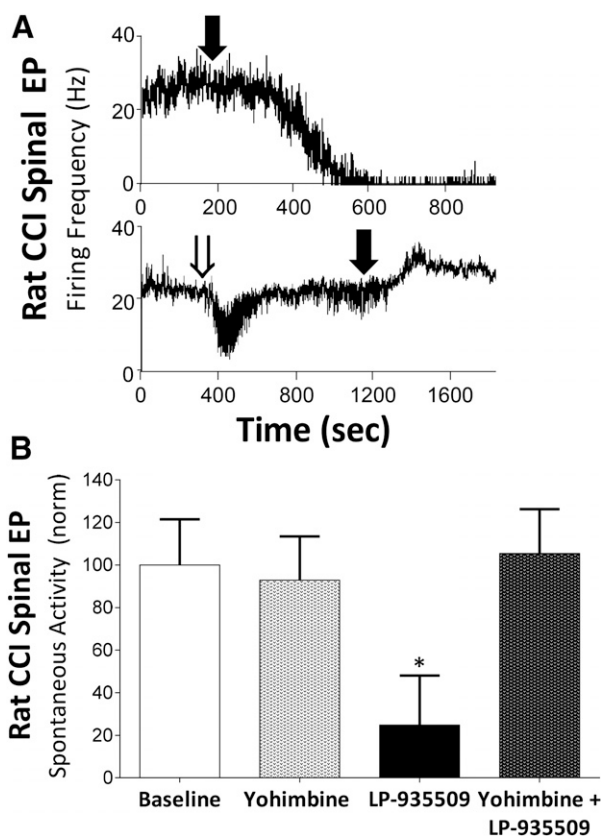 A
Rat CCI Spinal EP
Firing Frequency (Hz)
40
20
0
0 200 400 600 800
40
20
0
0 400 800 1200 1600
Time (sec)
B
Rat CCI Spinal EP
Spontaneous Activity (norm)
140
120
100
80
60
40
20
0
*
Baseline Yohimbine LP-935509 Yohimbine +
LP-935509